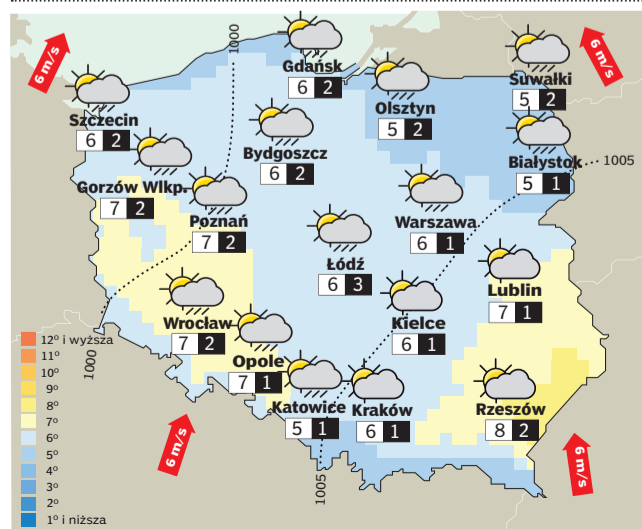 1000
6 m/s
6 m/s
Gdańsk
6 2
Suwałki
5 2
Szczecin
6 2
Olsztyn
5 2
Bydgoszcz
6 2
Białystok
5 1
1005
Gorzów Wlkp.
7 2
Poznań
7 2
Warszawa
6 1
Łódź
6 3
Lublin
7 1
Wrocław
7 2
Kielce
6 1
Opole
7 1
Katowice
5 1
Kraków
6 1
Rzeszów
8 2
1000
6 m/s
1005
6 m/s
12° i wyższa
11°
10°
9°
8°
7°
6°
5°
4°
3°
2°
1° i niższa